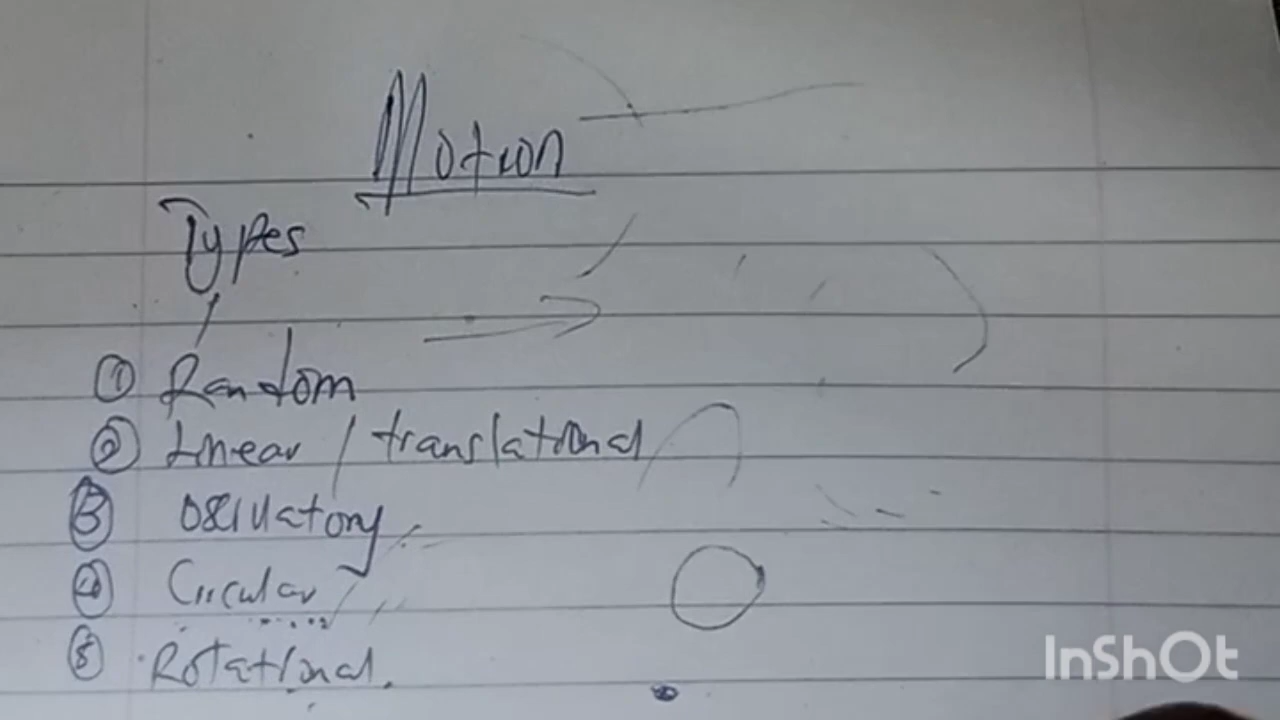 Motion
Types
① Random
② Linear / translational
③ Oscillatory
④ Circular
⑤ Rotational.
InShOt